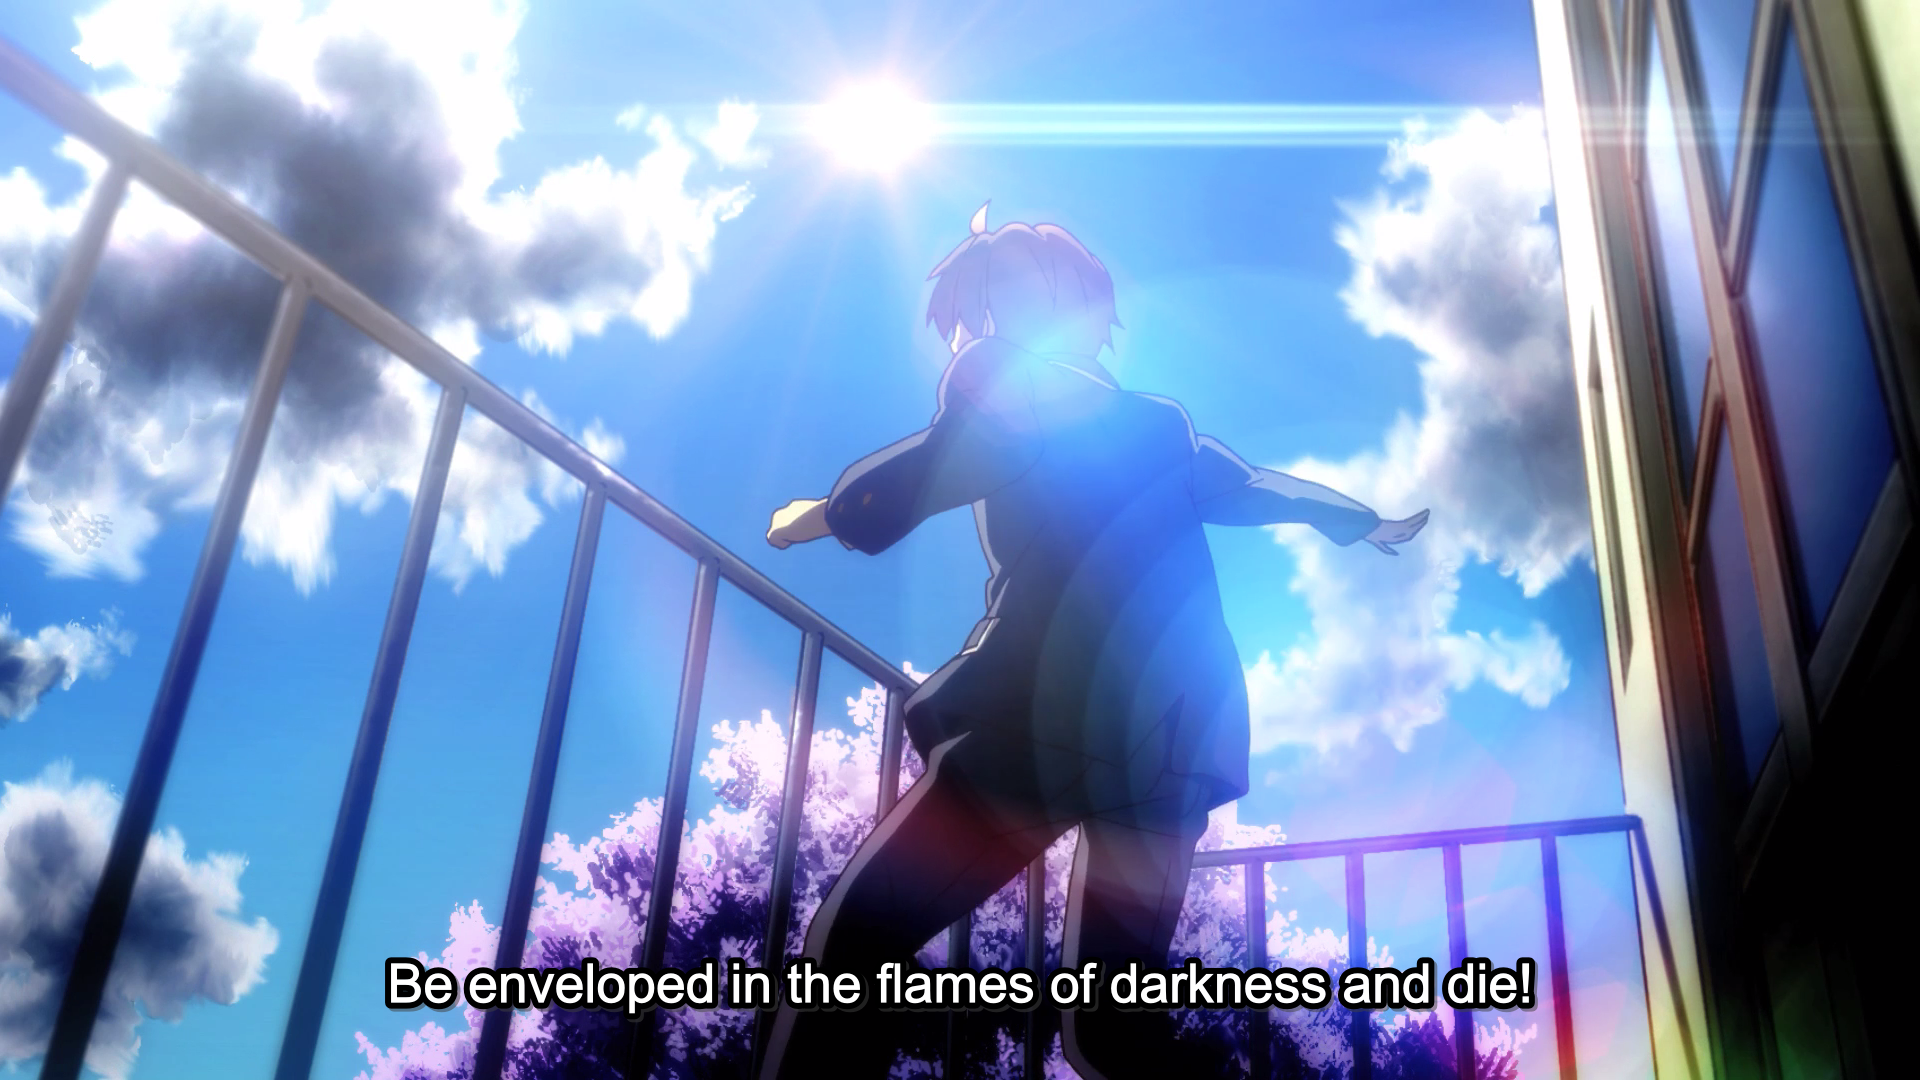 Be enveloped in the flames of darkness and die!